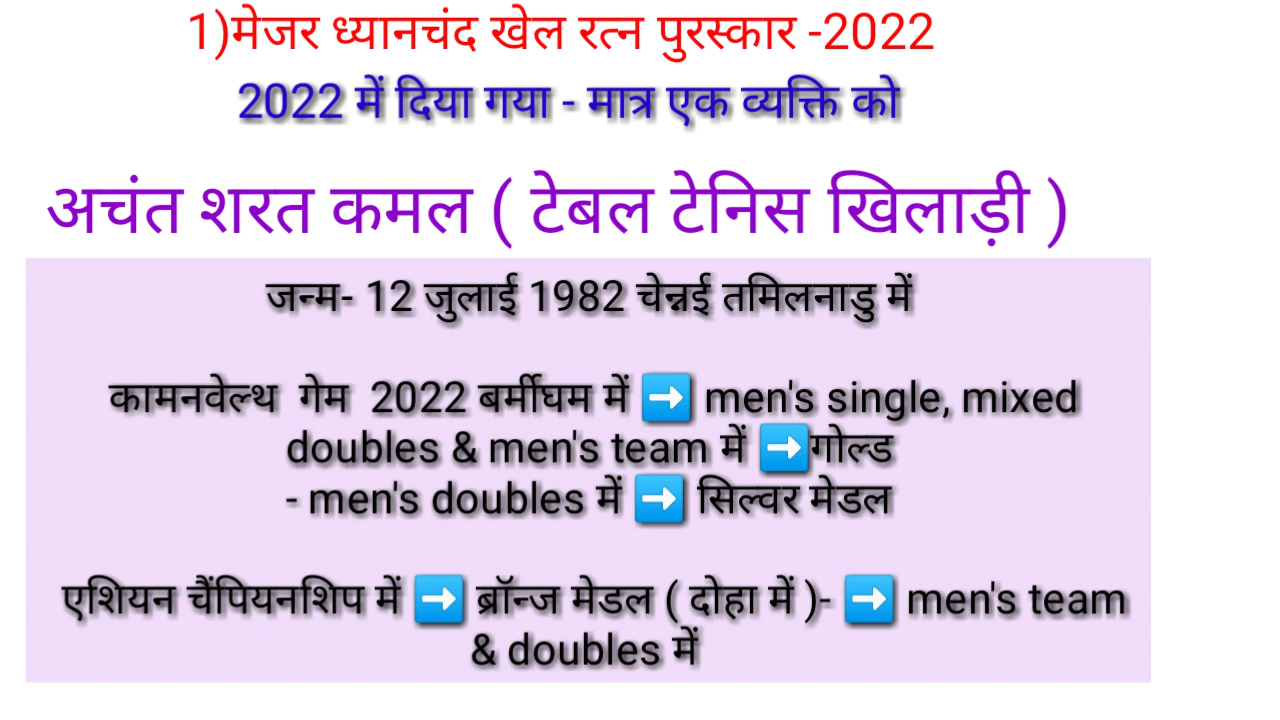 1)मेजर ध्यानचंद खेल रत्न पुरस्कार -2022
2022 में दिया गया - मात्र एक व्यक्ति को
अचंत शरत कमल ( टेबल टेनिस खिलाड़ी )
जन्म- 12 जुलाई 1982 चेन्नई तमिलनाडु में
कामनवेल्थ गेम 2022 बर्मीघम में ➡️ men's single, mixed
doubles & men's team में ➡️गोल्ड
- men's doubles में ➡️ सिल्वर मेडल
एशियन चैंपियनशिप में ➡️ ब्रॉन्ज मेडल ( दोहा में )- ➡️ men's team
& doubles में